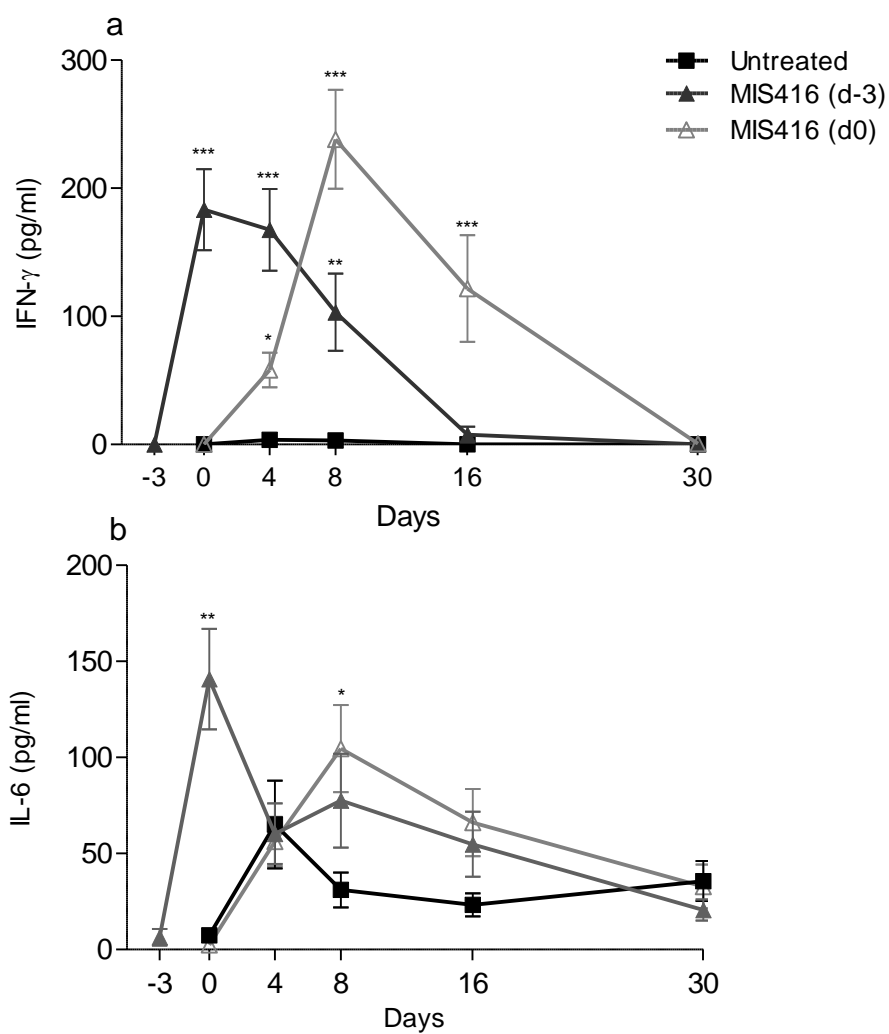 a
300
200
100
0
IFN-γ (pg/ml)
***
***
***
**
*
***
Untreated
MIS416 (d-3)
MIS416 (d0)
-3 0 4 8 16 30
Days
b
200
150
100
50
0
IL-6 (pg/ml)
**
*
-3 0 4 8 16 30
Days